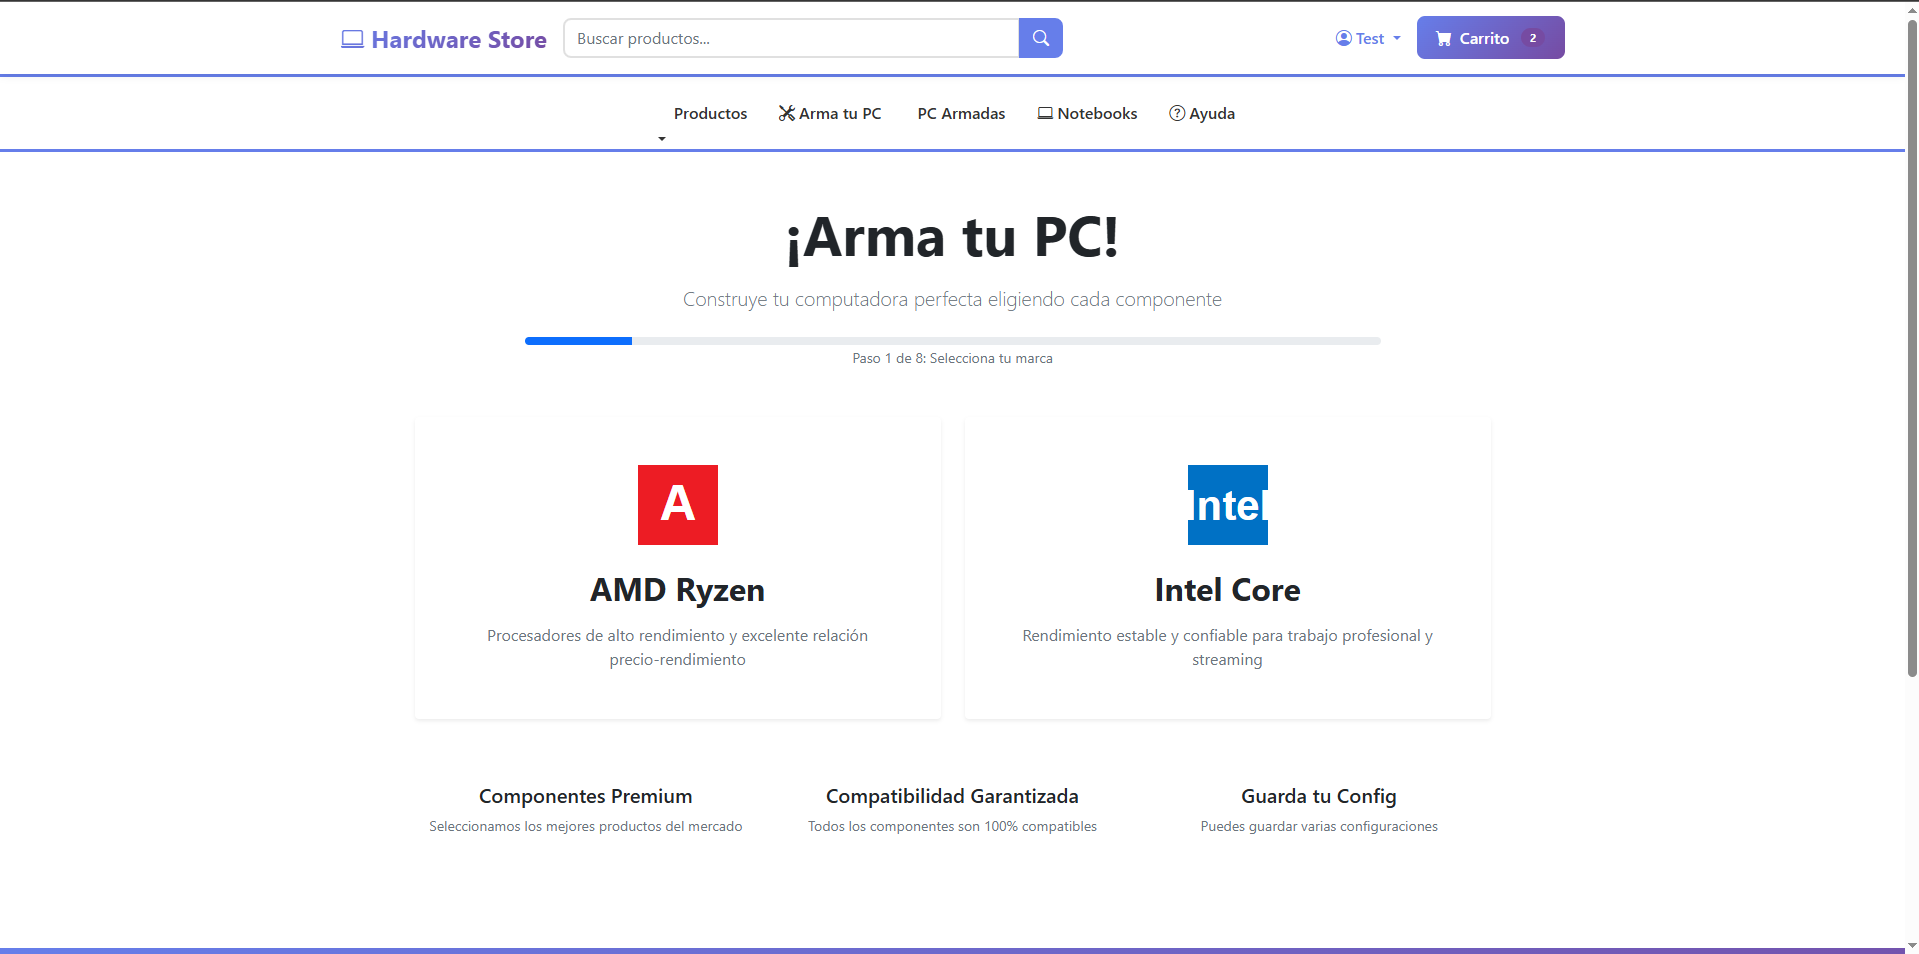 Hardware Store
Buscar productos...
Test
Carrito 2
Productos
Arma tu PC
PC Armadas
Notebooks
Ayuda
¡Arma tu PC!
Construye tu computadora perfecta eligiendo cada componente
Paso 1 de 8: Selecciona tu marca
A
AMD Ryzen
Procesadores de alto rendimiento y excelente relación
precio-rendimiento
Intel
Intel Core
Rendimiento estable y confiable para trabajo profesional y
streaming
Componentes Premium
Seleccionamos los mejores productos del mercado
Compatibilidad Garantizada
Todos los componentes son 100% compatibles
Guarda tu Config
Puedes guardar varias configuraciones